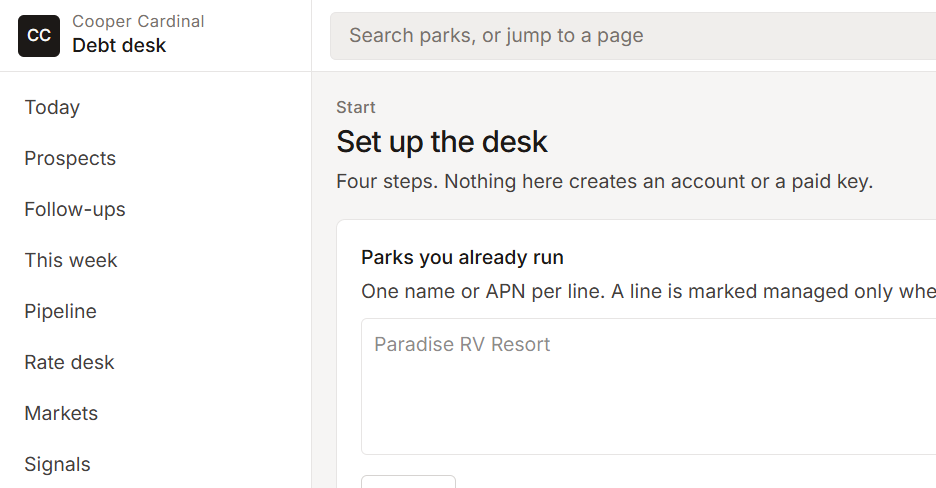 CC
Cooper Cardinal
Debt desk
Search parks, or jump to a page
Today
Prospects
Follow-ups
This week
Pipeline
Rate desk
Markets
Signals
Start
Set up the desk
Four steps. Nothing here creates an account or a paid key.
Parks you already run
One name or APN per line. A line is marked managed only
Paradise RV Resort